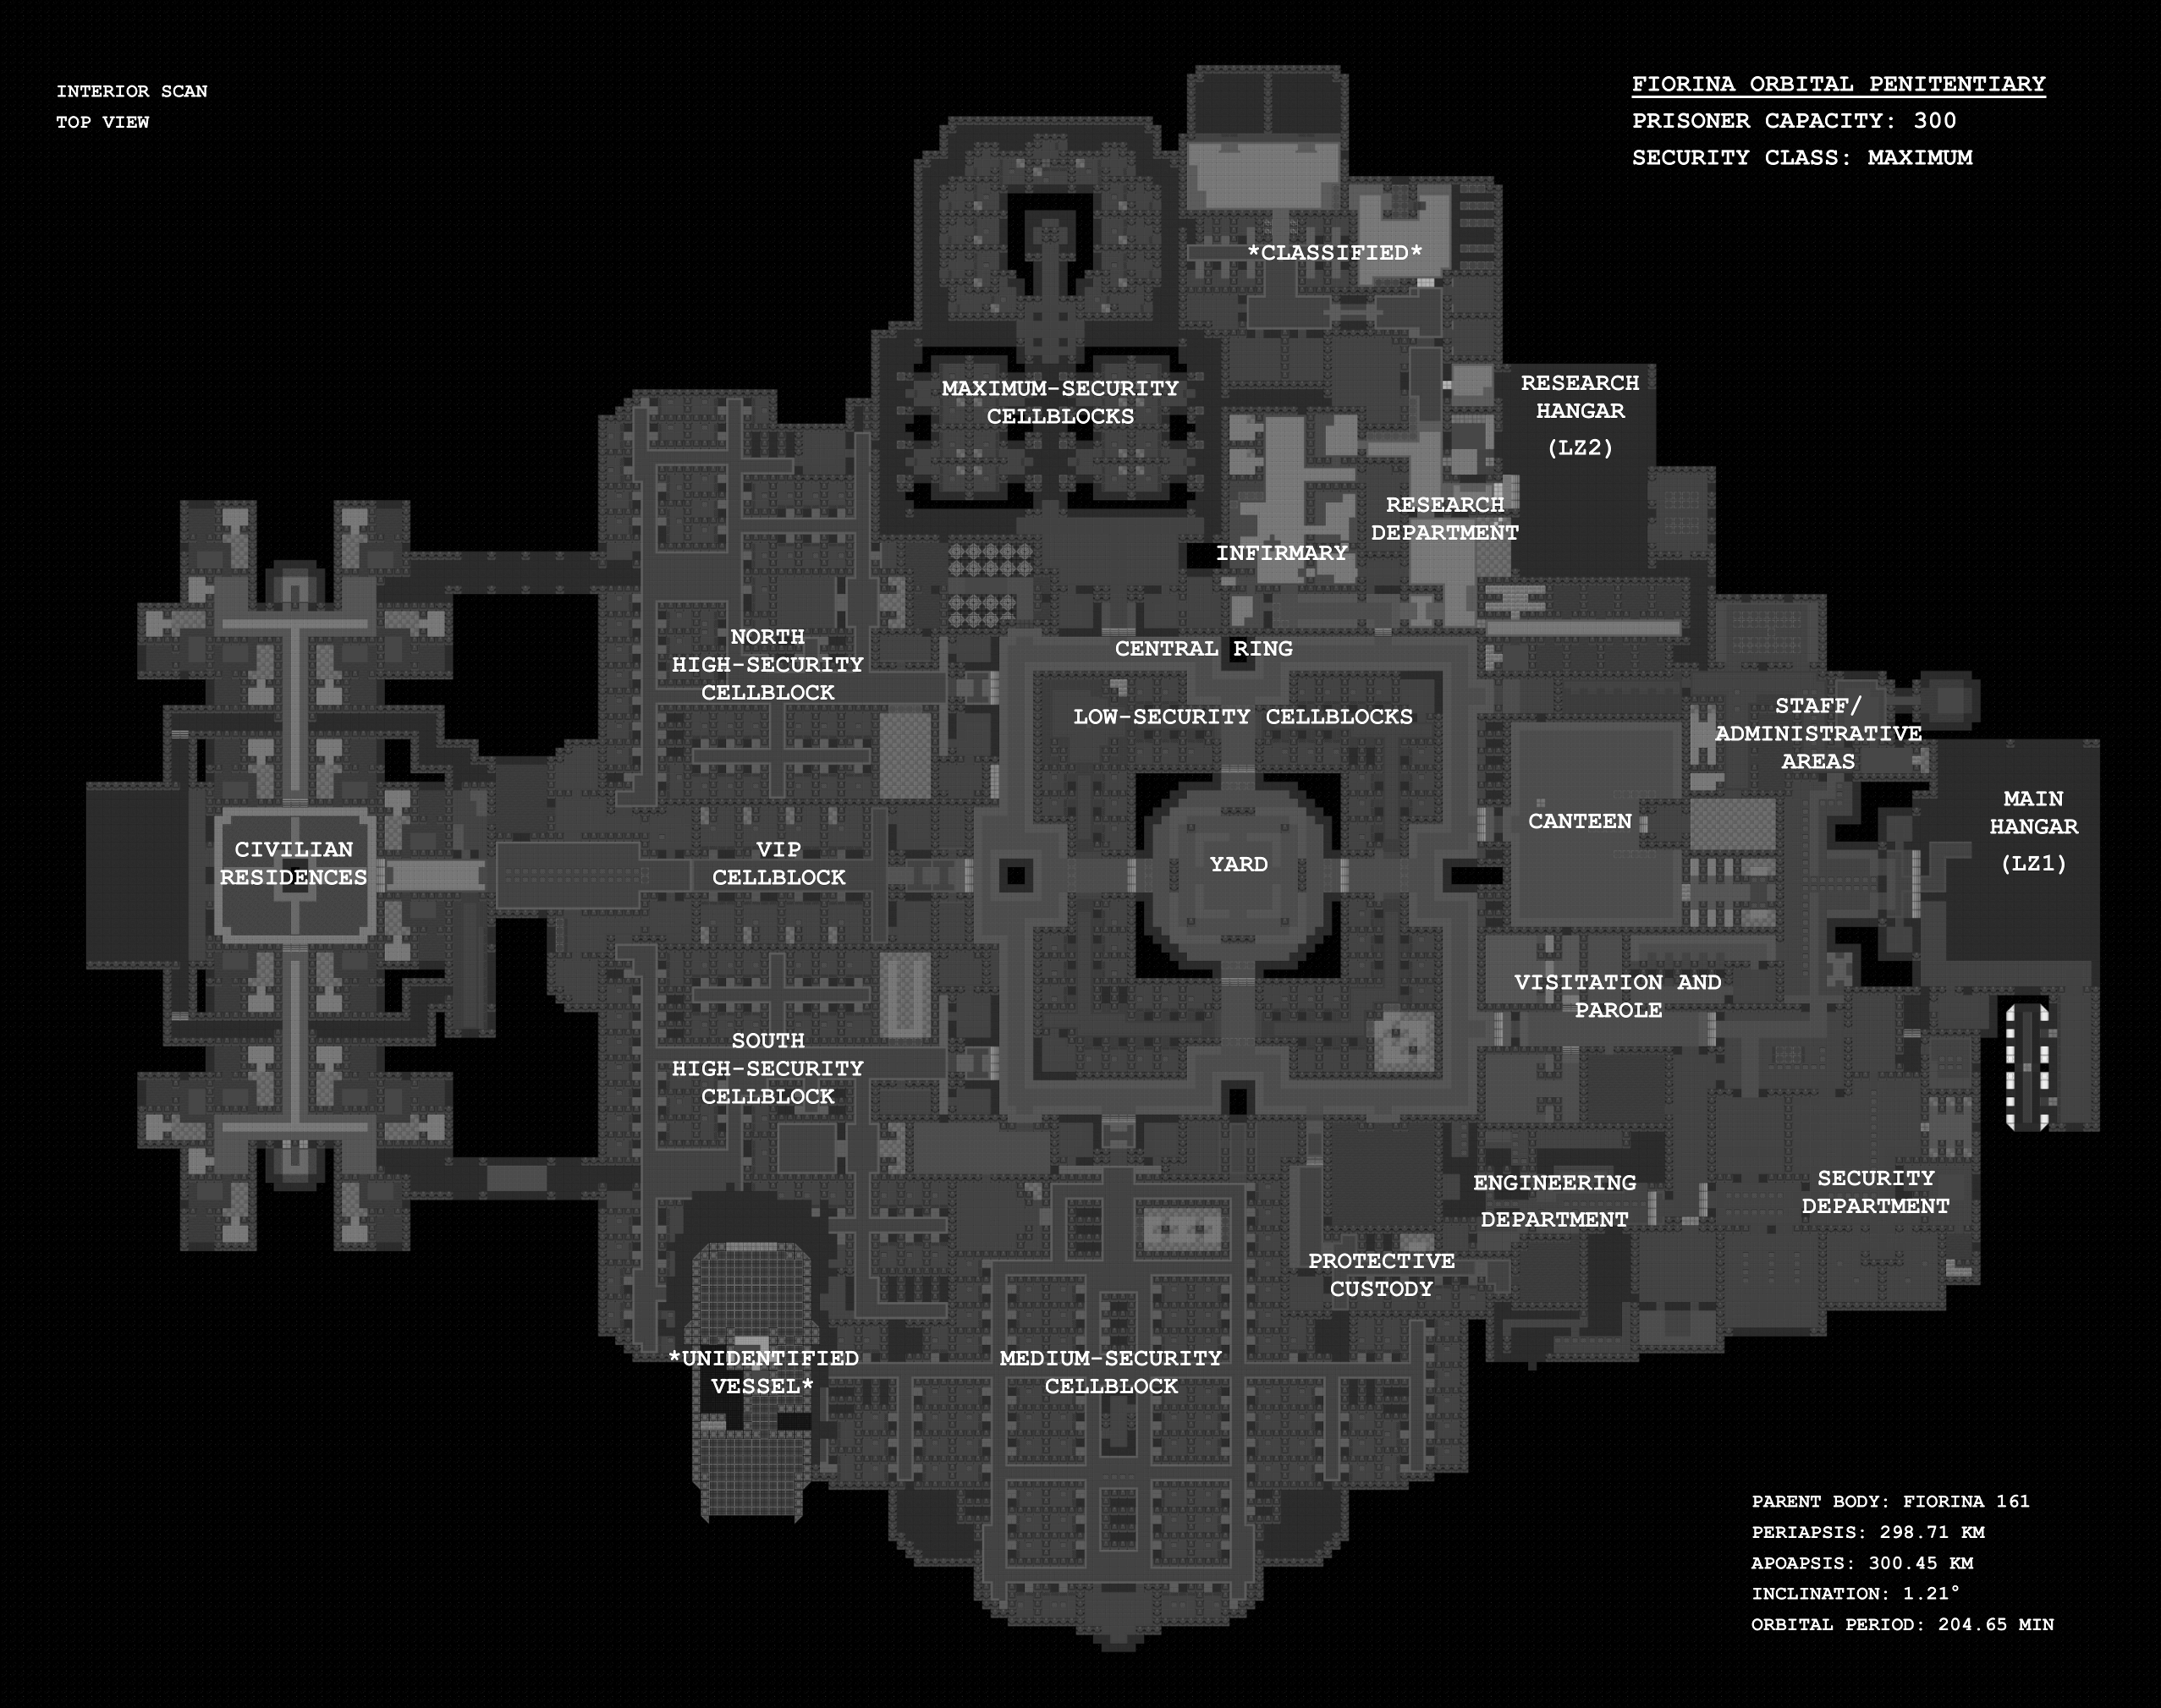 INTERIOR SCAN
TOP VIEW
FIORINA ORBITAL PENITENTIARY
PRISONER CAPACITY: 300
SECURITY CLASS: MAXIMUM
*CLASSIFIED*
MAXIMUM-SECURITY
CELLBLOCKS
RESEARCH
HANGAR
(LZ2)
RESEARCH
DEPARTMENT
INFIRMARY
NORTH
HIGH-SECURITY
CELLBLOCK
CENTRAL RING
LOW-SECURITY CELLBLOCKS
STAFF/
ADMINISTRATIVE
AREAS
MAIN
HANGAR
(LZ1)
CANTEEN
CIVILIAN
RESIDENCES
VIP
CELLBLOCK
YARD
VISITATION AND
PAROLE
SOUTH
HIGH-SECURITY
CELLBLOCK
ENGINEERING
DEPARTMENT
SECURITY
DEPARTMENT
PROTECTIVE
CUSTODY
*UNIDENTIFIED
VESSEL*
MEDIUM-SECURITY
CELLBLOCK
PARENT BODY: FIORINA 161
PERIAPSIS: 298.71 KM
APOAPSIS: 300.45 KM
INCLINATION: 1.21°
ORBITAL PERIOD: 204.65 MIN